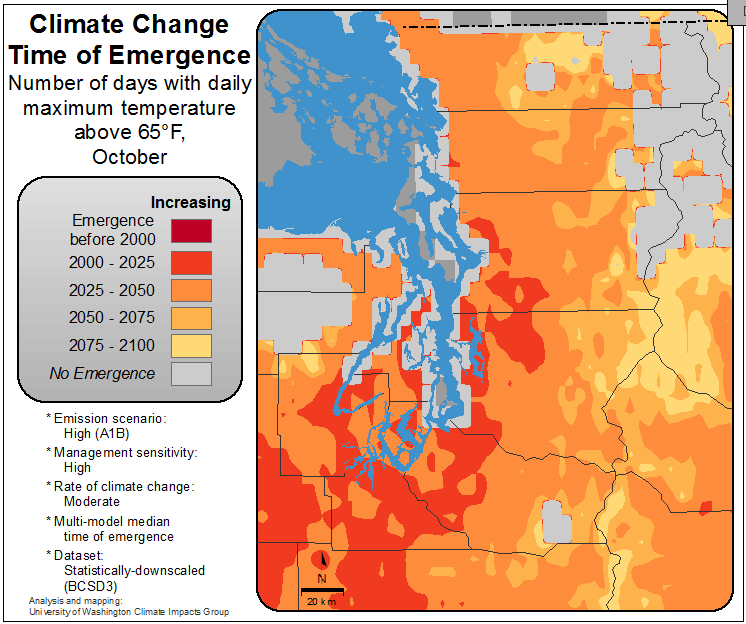 Climate Change
Time of Emergence
Number of days with daily
maximum temperature
above 65°F,
October
Increasing
Emergence
before 2000
2000 - 2025
2025 - 2050
2050 - 2075
2075 - 2100
No Emergence
* Emission scenario:
High (A1B)
* Management sensitivity:
High
* Rate of climate change:
Moderate
* Multi-model median
time of emergence
* Dataset:
Statistically-downscaled
(BCSD3)
Analysis and mapping:
University of Washington Climate Impacts Group
N
20 km